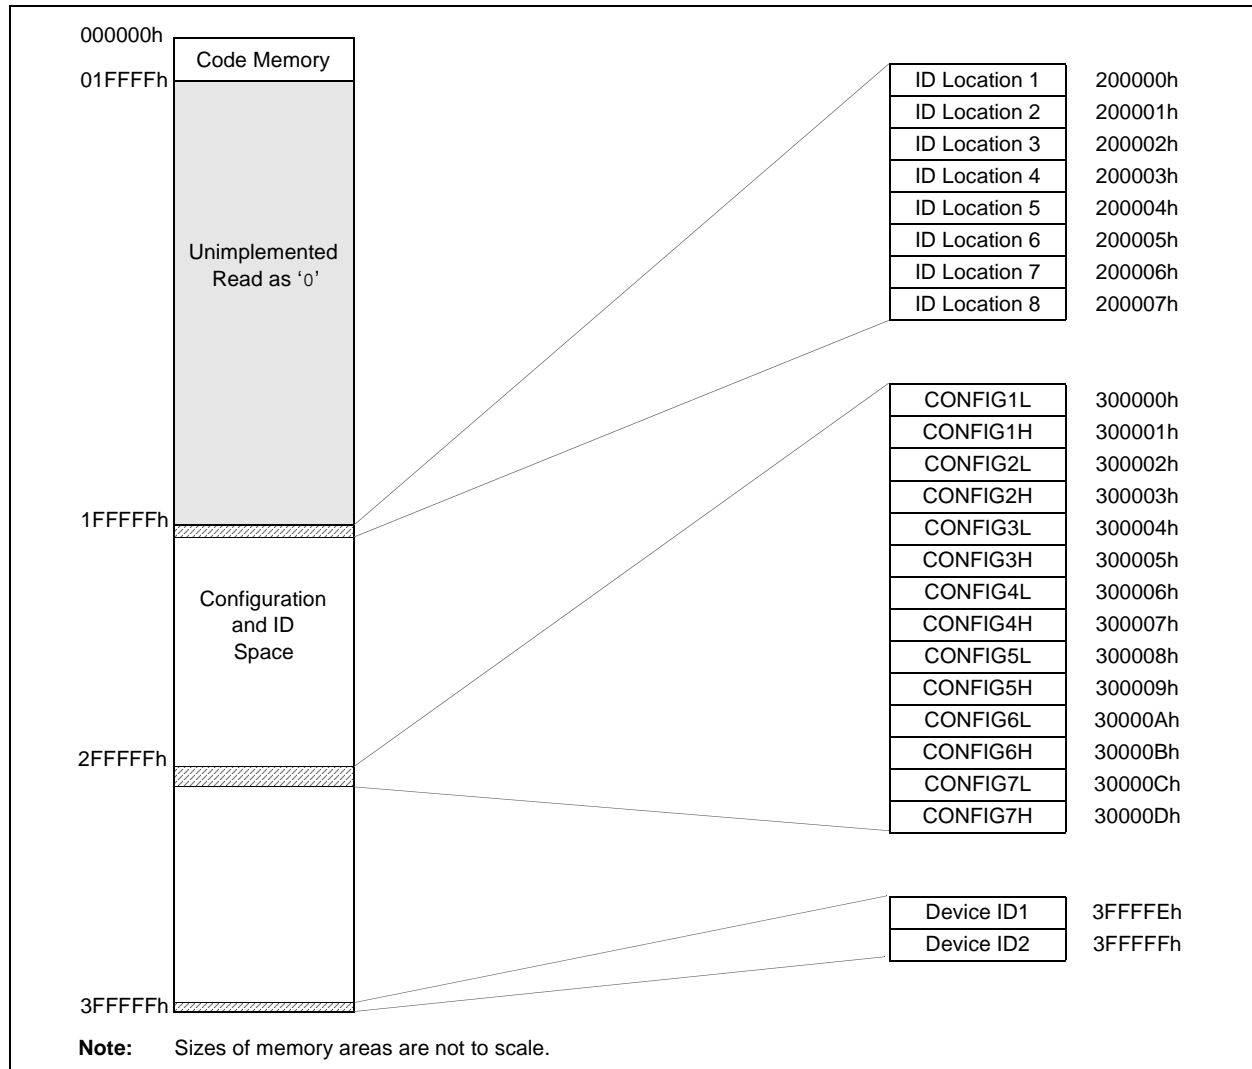 000000h
Code Memory
01FFFFh
Unimplemented
Read as ‘0’
1FFFFFh
Configuration
and ID
Space
2FFFFFh
3FFFFFh
ID Location 1 200000h
ID Location 2 200001h
ID Location 3 200002h
ID Location 4 200003h
ID Location 5 200004h
ID Location 6 200005h
ID Location 7 200006h
ID Location 8 200007h
CONFIG1L 300000h
CONFIG1H 300001h
CONFIG2L 300002h
CONFIG2H 300003h
CONFIG3L 300004h
CONFIG3H 300005h
CONFIG4L 300006h
CONFIG4H 300007h
CONFIG5L 300008h
CONFIG5H 300009h
CONFIG6L 30000Ah
CONFIG6H 30000Bh
CONFIG7L 30000Ch
CONFIG7H 30000Dh
Device ID1 3FFFFEh
Device ID2 3FFFFFh
Note: Sizes of memory areas are not to scale.